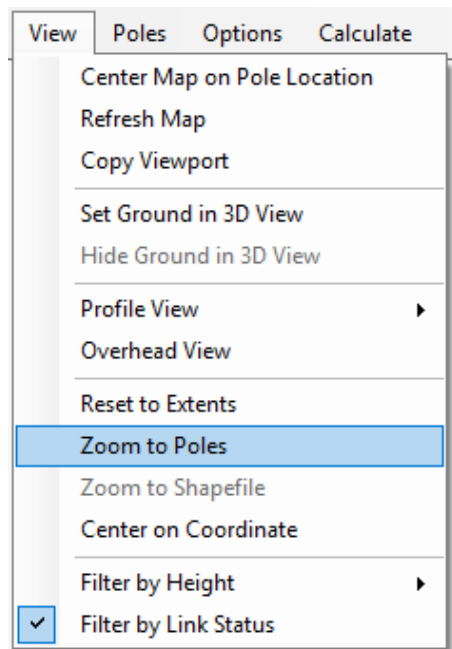 View Poles Options Calculate
Center Map on Pole Location
Refresh Map
Copy Viewport
Set Ground in 3D View
Hide Ground in 3D View
Profile View
Overhead View
Reset to Extents
Zoom to Poles
Zoom to Shapefile
Center on Coordinate
Filter by Height
Filter by Link Status